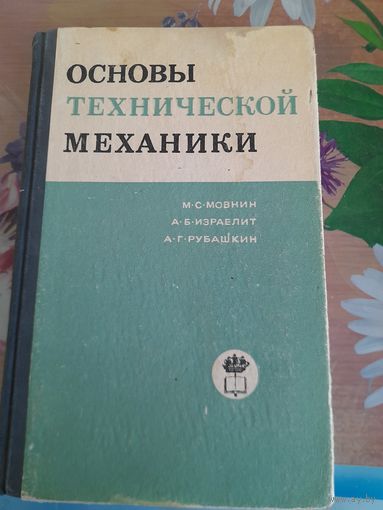 ОСНОВЫ
ТЕХНИЧЕСКОЙ
МЕХАНИКИ
М·С·МОВНИН
А·Б·ИЗРАЕЛИТ
А·Г·РУБАШКИН